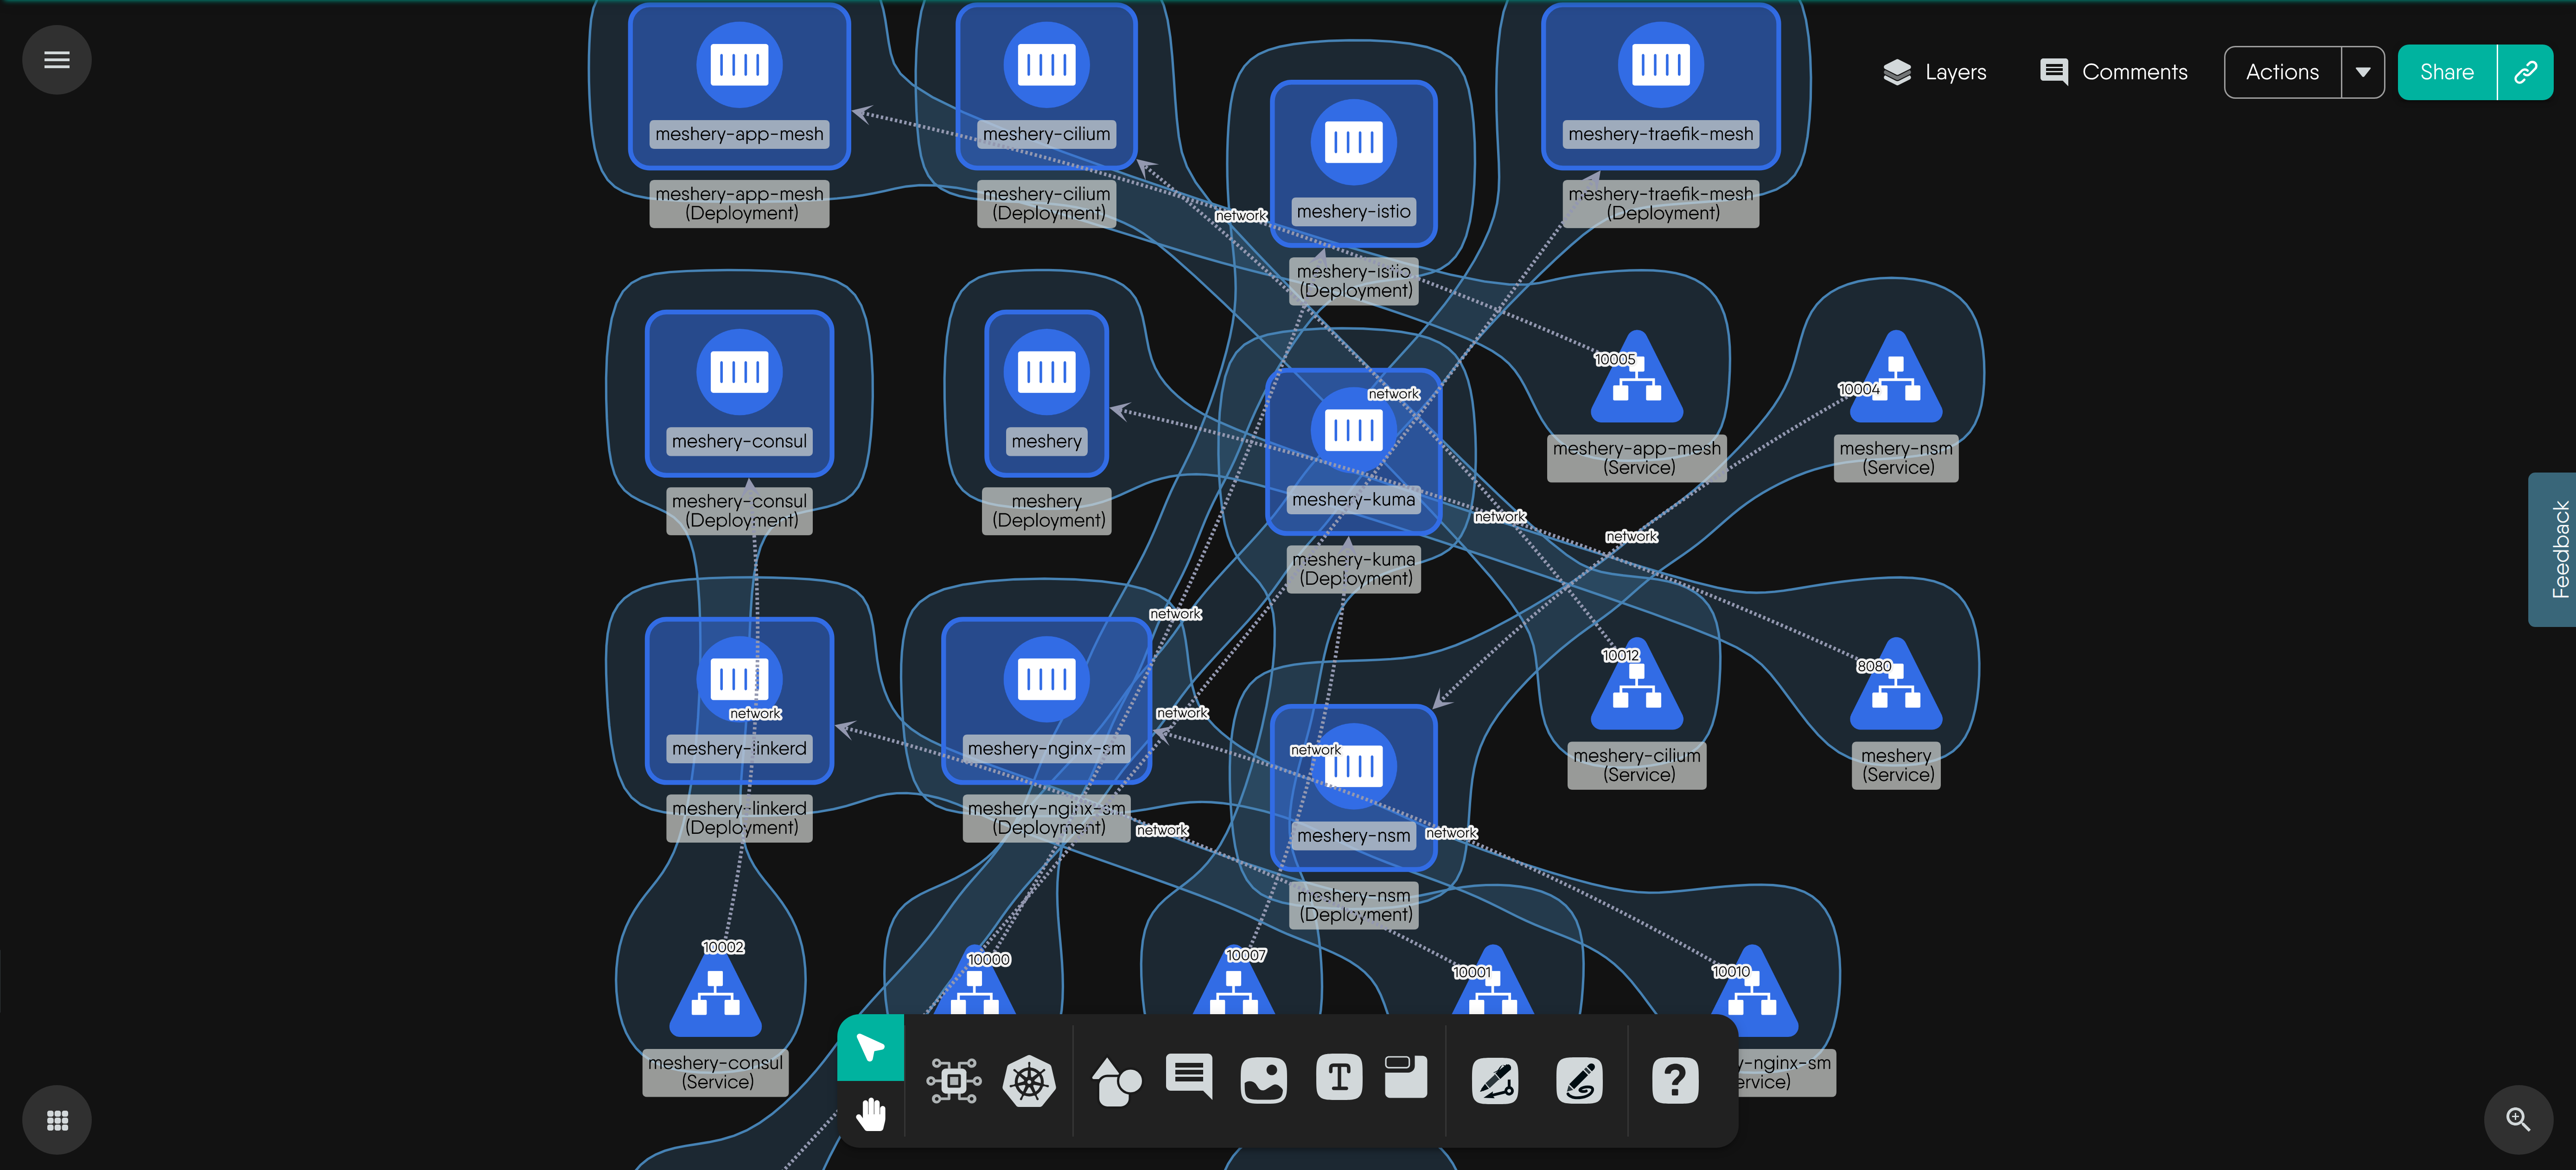 meshery-app-mesh
meshery-app-mesh
(Deployment)
meshery-cilium
meshery-cilium
(Deployment)
meshery-istio
meshery-istio
(Deployment)
meshery-traefik-mesh
meshery-traefik-mesh
(Deployment)
Layers
Comments
Actions
Share
network
meshery-consul
meshery-consul
(Deployment)
meshery
meshery
(Deployment)
network
meshery-kuma
meshery-kuma
(Deployment)
10005
meshery-app-mesh
(Service)
10004
meshery-nsm
(Service)
network
network
Feedback
network
meshery-linkerd
network
meshery-linkerd
(Deployment)
meshery-nginx-sm
meshery-nginx-sm
(Deployment)
network
network
meshery-nsm
meshery-nsm
(Deployment)
10012
meshery-cilium
(Service)
8080
meshery
(Service)
network
network
10002
meshery-consul
(Service)
10000
10007
10001
10010
y-nginx-sm
ervice)